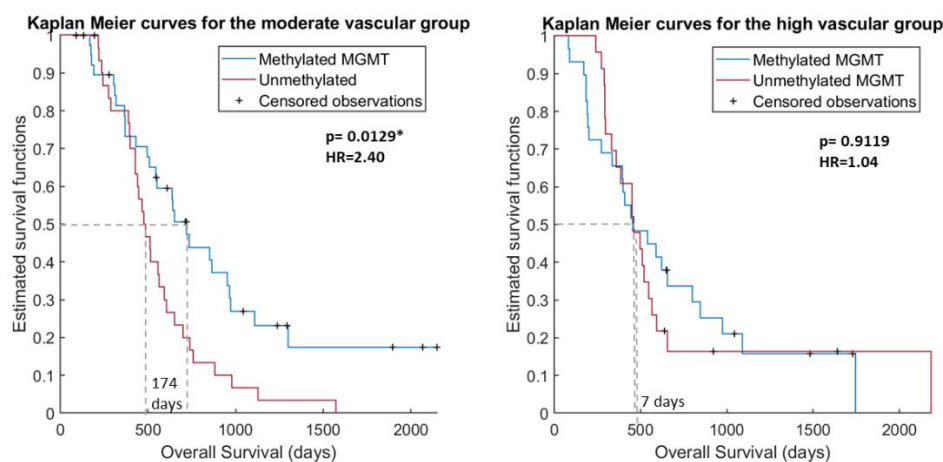 Kaplan Meier curves for the moderate vascular group
1
0.9
0.8
0.7
0.6
0.5
0.4
0.3
0.2
0.1
0
Estimated survival functions
Methylated MGMT
Unmethylated
Censored observations
p= 0.0129*
HR=2.40
174
days
0 500 1000 1500 2000
Overall Survival (days)
Kaplan Meier curves for the high vascular group
1
0.9
0.8
0.7
0.6
0.5
0.4
0.3
0.2
0.1
0
Estimated survival functions
Methylated MGMT
Unmethylated MGMT
Censored observations
p= 0.9119
HR=1.04
7 days
0 500 1000 1500 2000
Overall Survival (days)